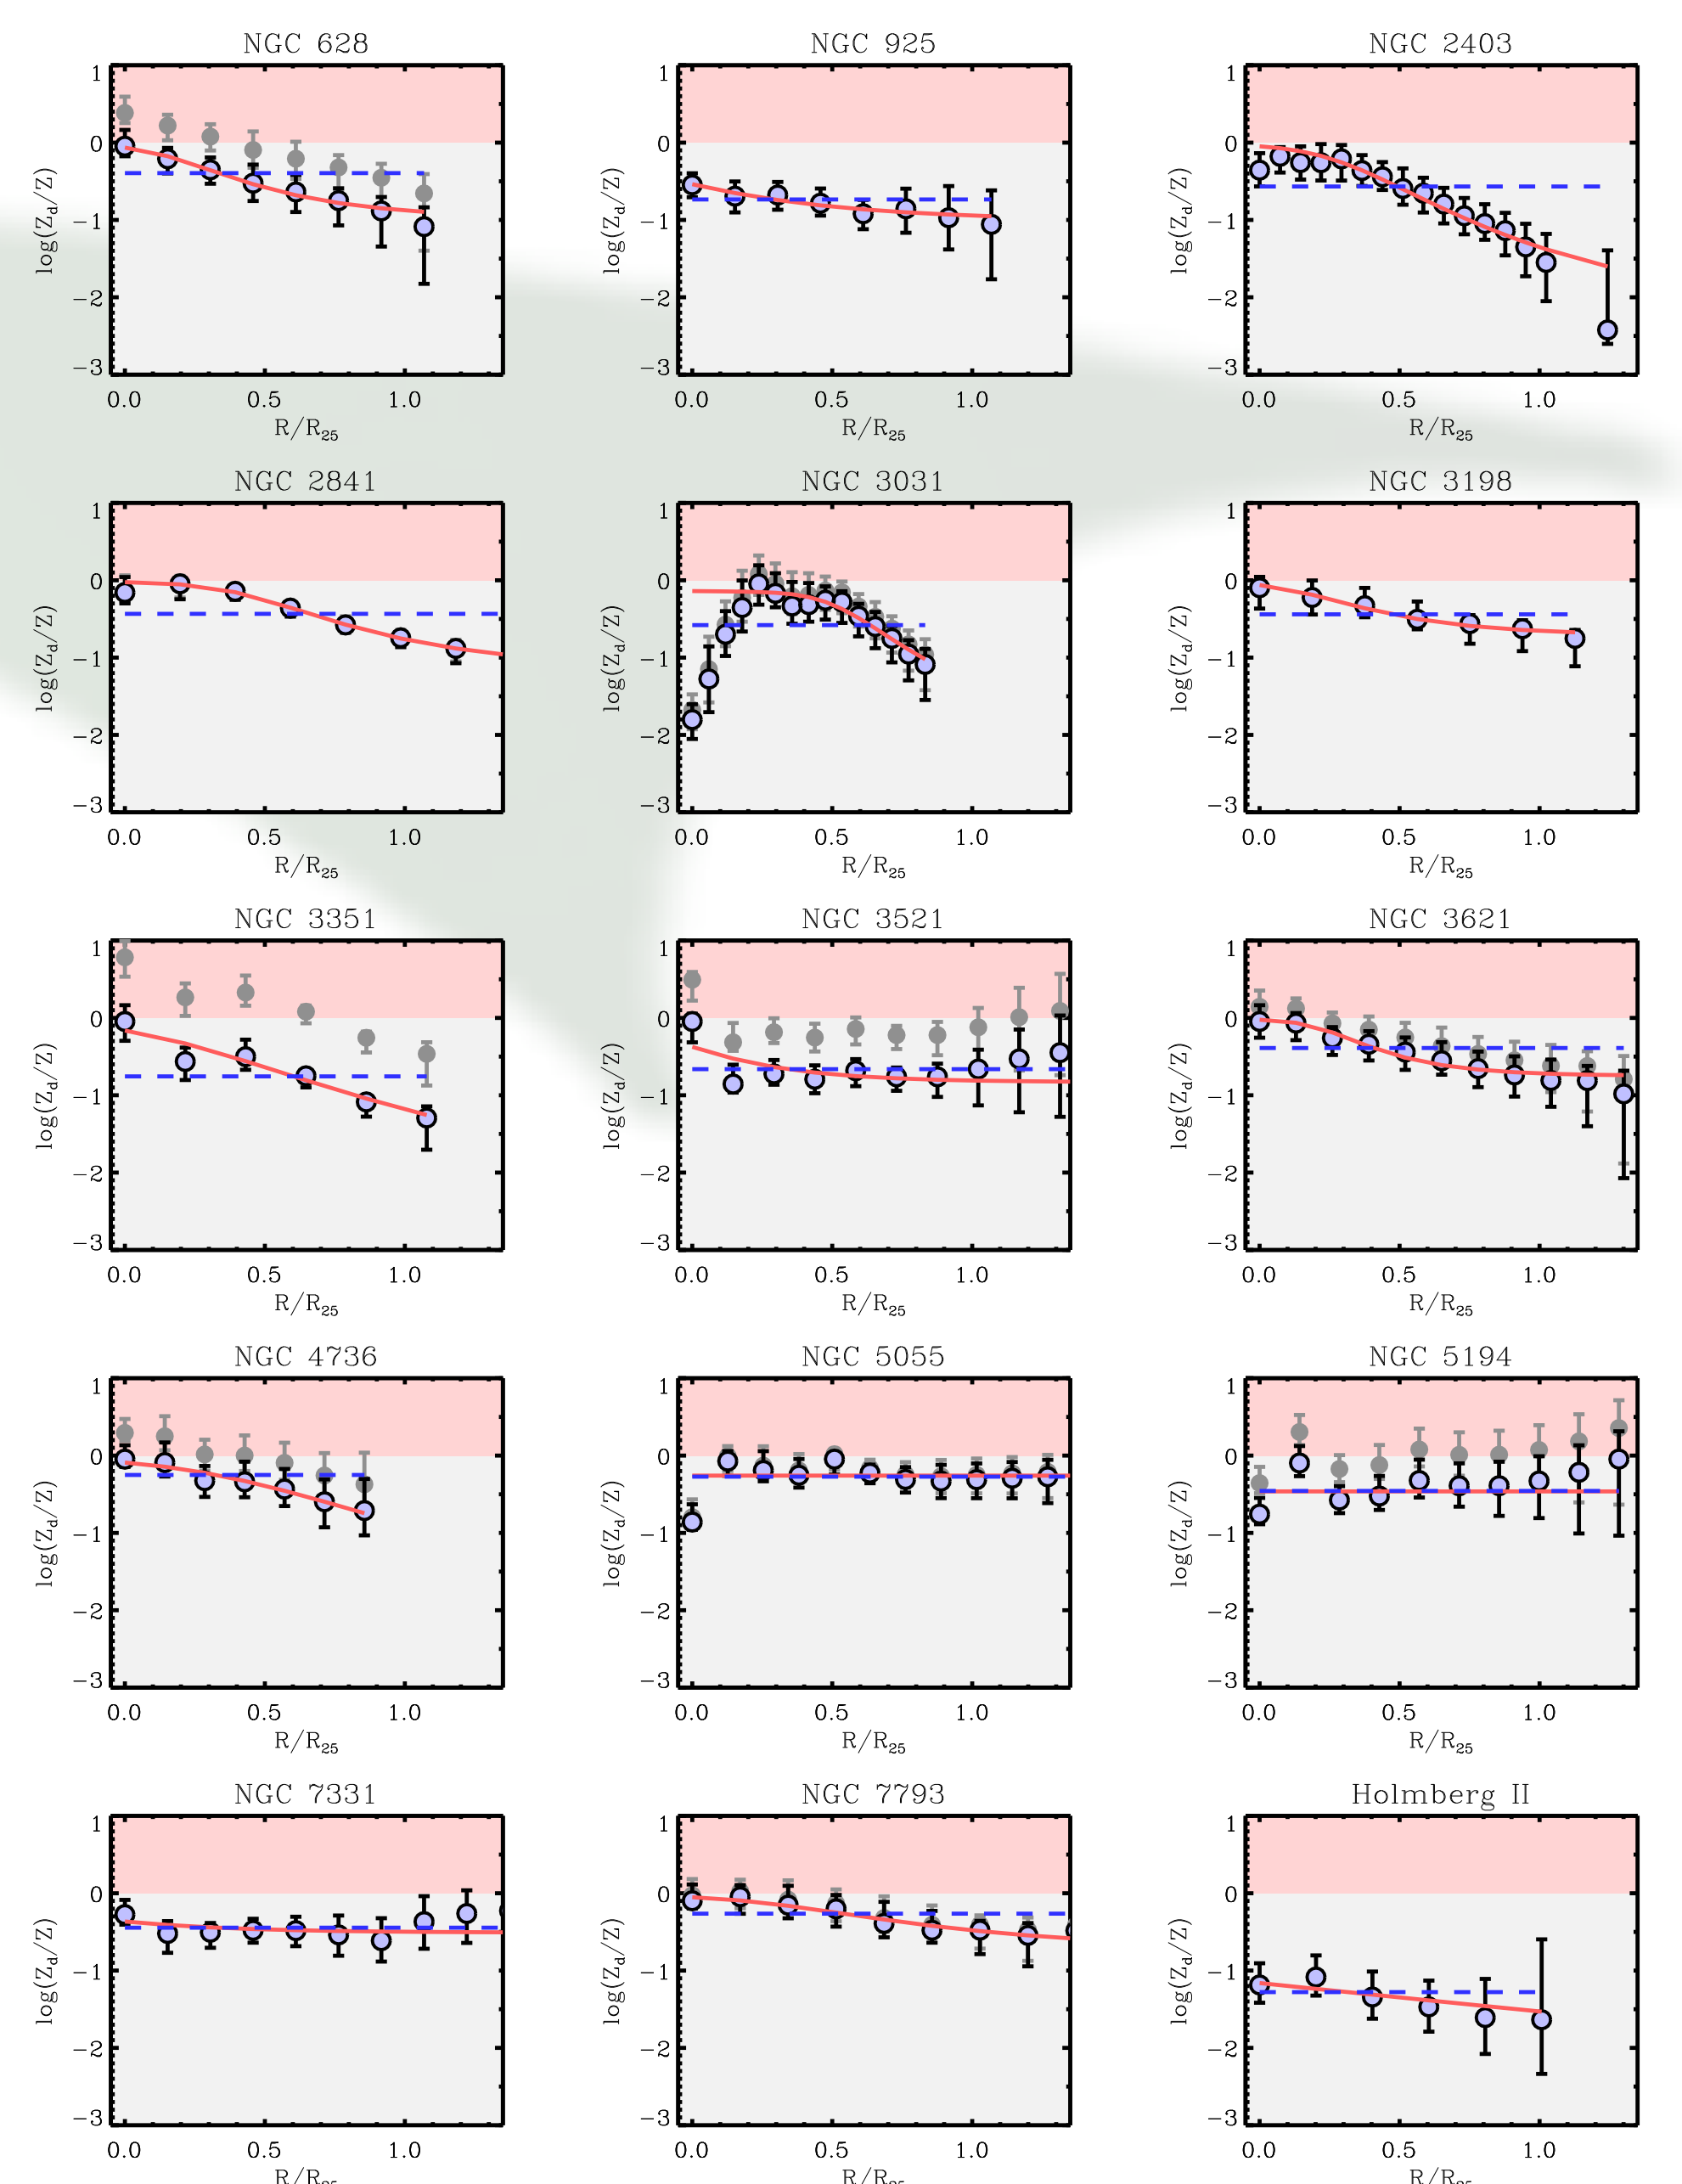 NGC 628 NGC 925 NGC 2403
1 1 1
0 0 0
−1 −1 −1
−2 −2 −2
−3 −3 −3
log(Z_d/Z) log(Z_d/Z) log(Z_d/Z)
0.0 0.5 1.0 0.0 0.5 1.0 0.0 0.5 1.0
R/R_25 R/R_25 R/R_25
NGC 2841 NGC 3031 NGC 3198
1 1 1
0 0 0
−1 −1 −1
−2 −2 −2
−3 −3 −3
log(Z_d/Z) log(Z_d/Z) log(Z_d/Z)
0.0 0.5 1.0 0.0 0.5 1.0 0.0 0.5 1.0
R/R_25 R/R_25 R/R_25
NGC 3351 NGC 3521 NGC 3621
1 1 1
0 0 0
−1 −1 −1
−2 −2 −2
−3 −3 −3
log(Z_d/Z) log(Z_d/Z) log(Z_d/Z)
0.0 0.5 1.0 0.0 0.5 1.0 0.0 0.5 1.0
R/R_25 R/R_25 R/R_25
NGC 4736 NGC 5055 NGC 5194
1 1 1
0 0 0
−1 −1 −1
−2 −2 −2
−3 −3 −3
log(Z_d/Z) log(Z_d/Z) log(Z_d/Z)
0.0 0.5 1.0 0.0 0.5 1.0 0.0 0.5 1.0
R/R_25 R/R_25 R/R_25
NGC 7331 NGC 7793 Holmberg II
1 1 1
0 0 0
−1 −1 −1
−2 −2 −2
−3 −3 −3
log(Z_d/Z) log(Z_d/Z) log(Z_d/Z)
0.0 0.5 1.0 0.0 0.5 1.0 0.0 0.5 1.0
R/R_25 R/R_25 R/R_25